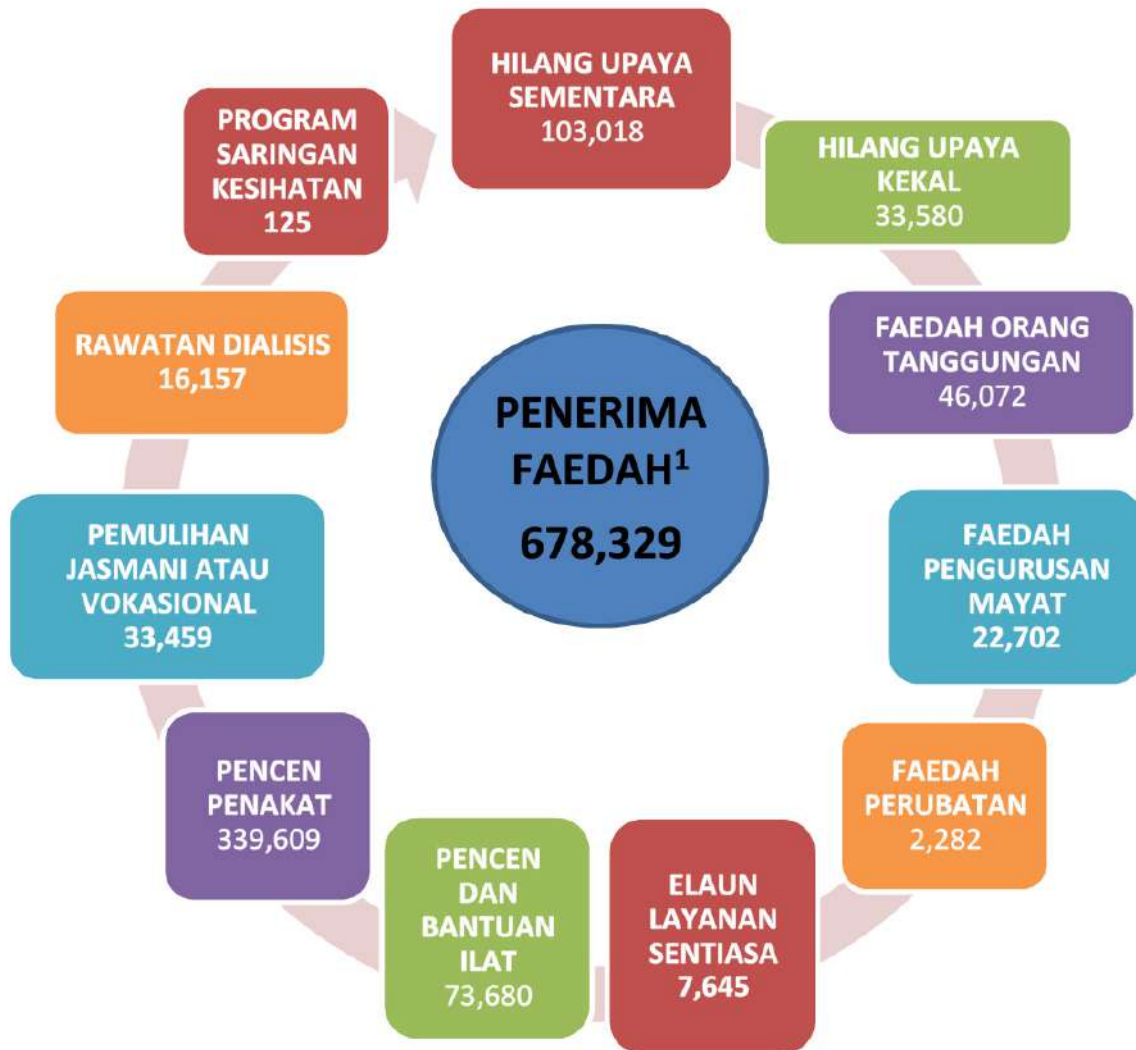 HILANG UPAYA
SEMENTARA
103,018
HILANG UPAYA
KEKAL
33,580
FAEDAH ORANG
TANGGUNGAN
46,072
FAEDAH
PENGURUSAN
MAYAT
22,702
FAEDAH
PERUBATAN
2,282
ELAUN
LAYANAN
SENTIASA
7,645
PENCEN
DAN
BANTUAN
ILAT
73,680
PENCEN
PENAKAT
339,609
PEMULIHAN
JASMANI ATAU
VOKASIONAL
33,459
RAWATAN DIALISIS
16,157
PROGRAM
SARINGAN
KESIHATAN
125
PENERIMA
FAEDAH¹
678,329